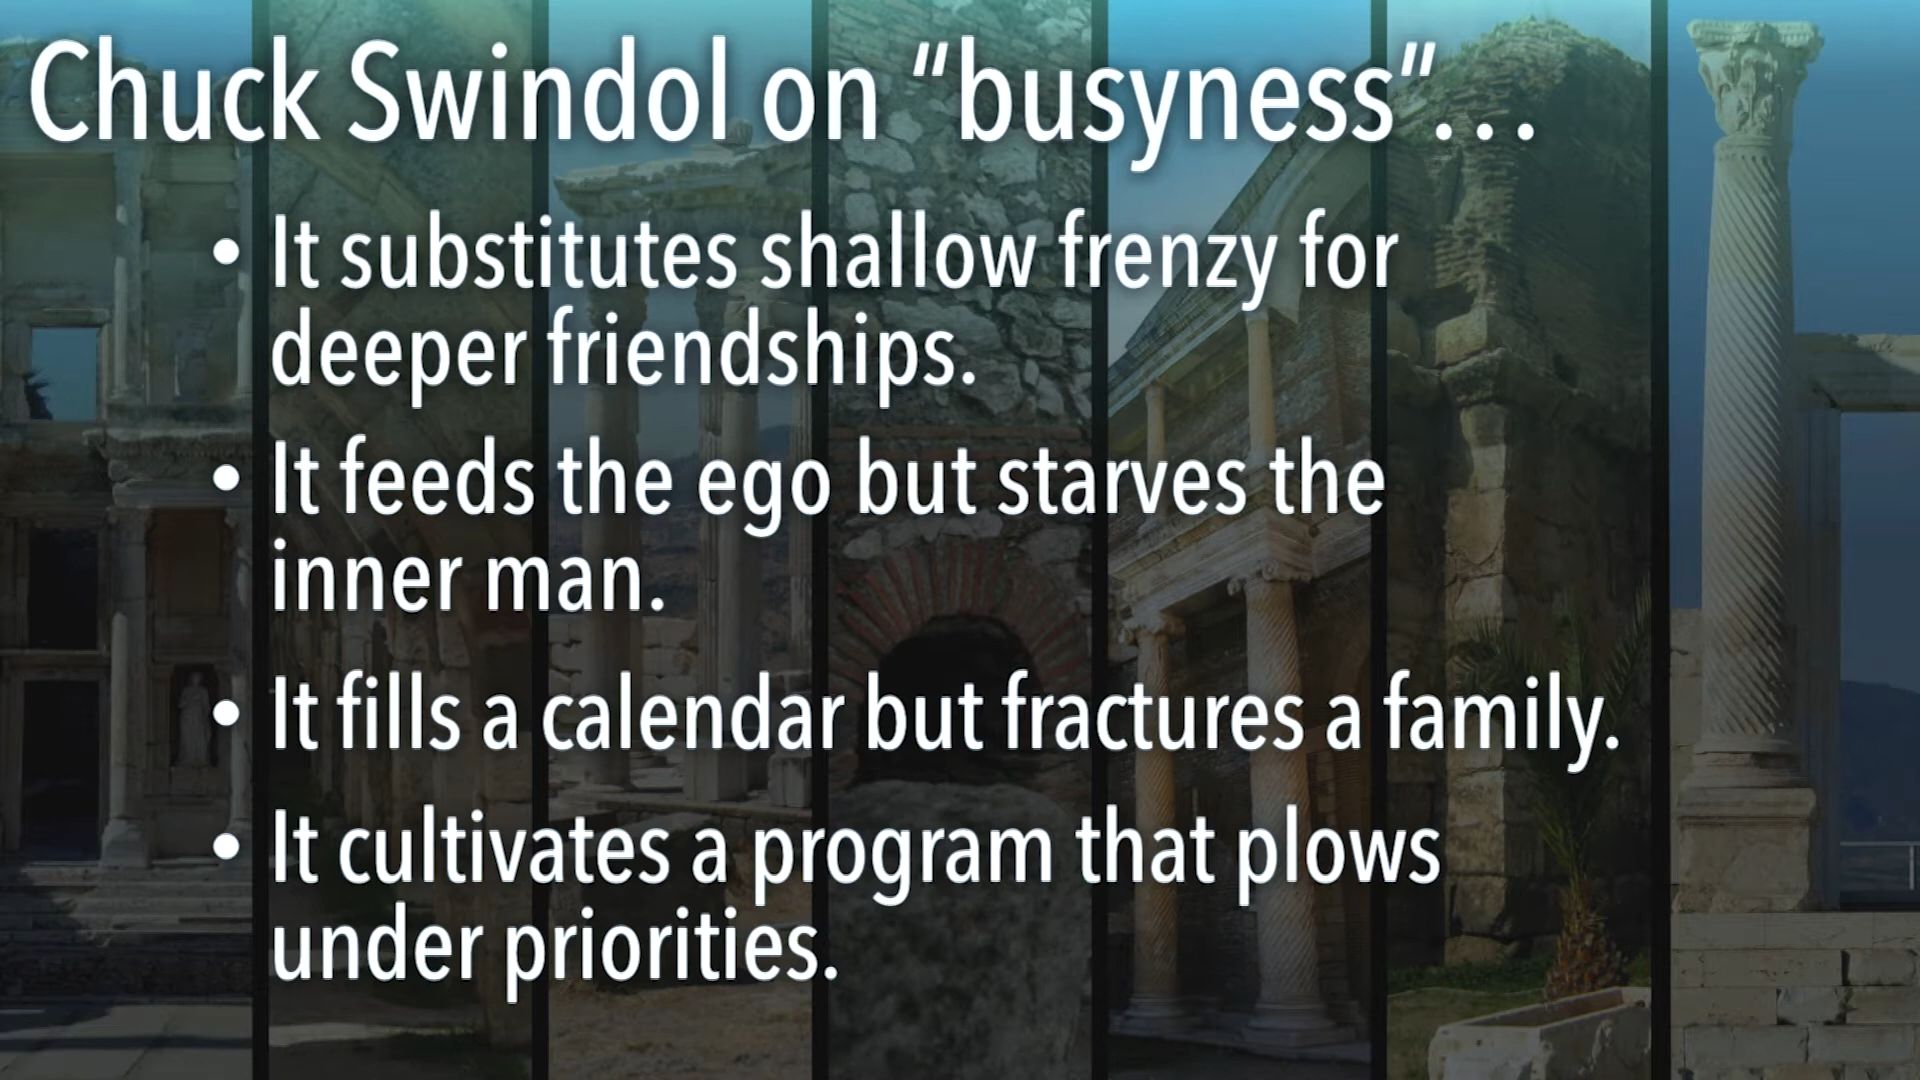 Chuck Swindol on “busyness”...
• It substitutes shallow frenzy for
deeper friendships.
• It feeds the ego but starves the
inner man.
• It fills a calendar but fractures a family.
• It cultivates a program that plows
under priorities.